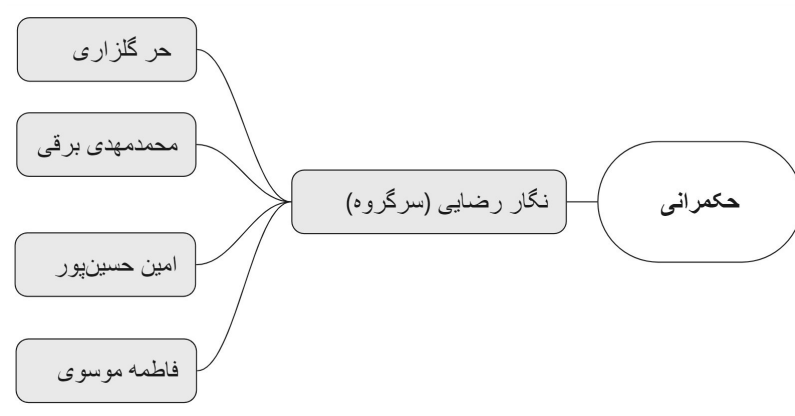 حکمرانی
نگار رضایی (سرگروه)
حر گلزاری
محمدمهدی برقی
امین حسین‌پور
فاطمه موسوی